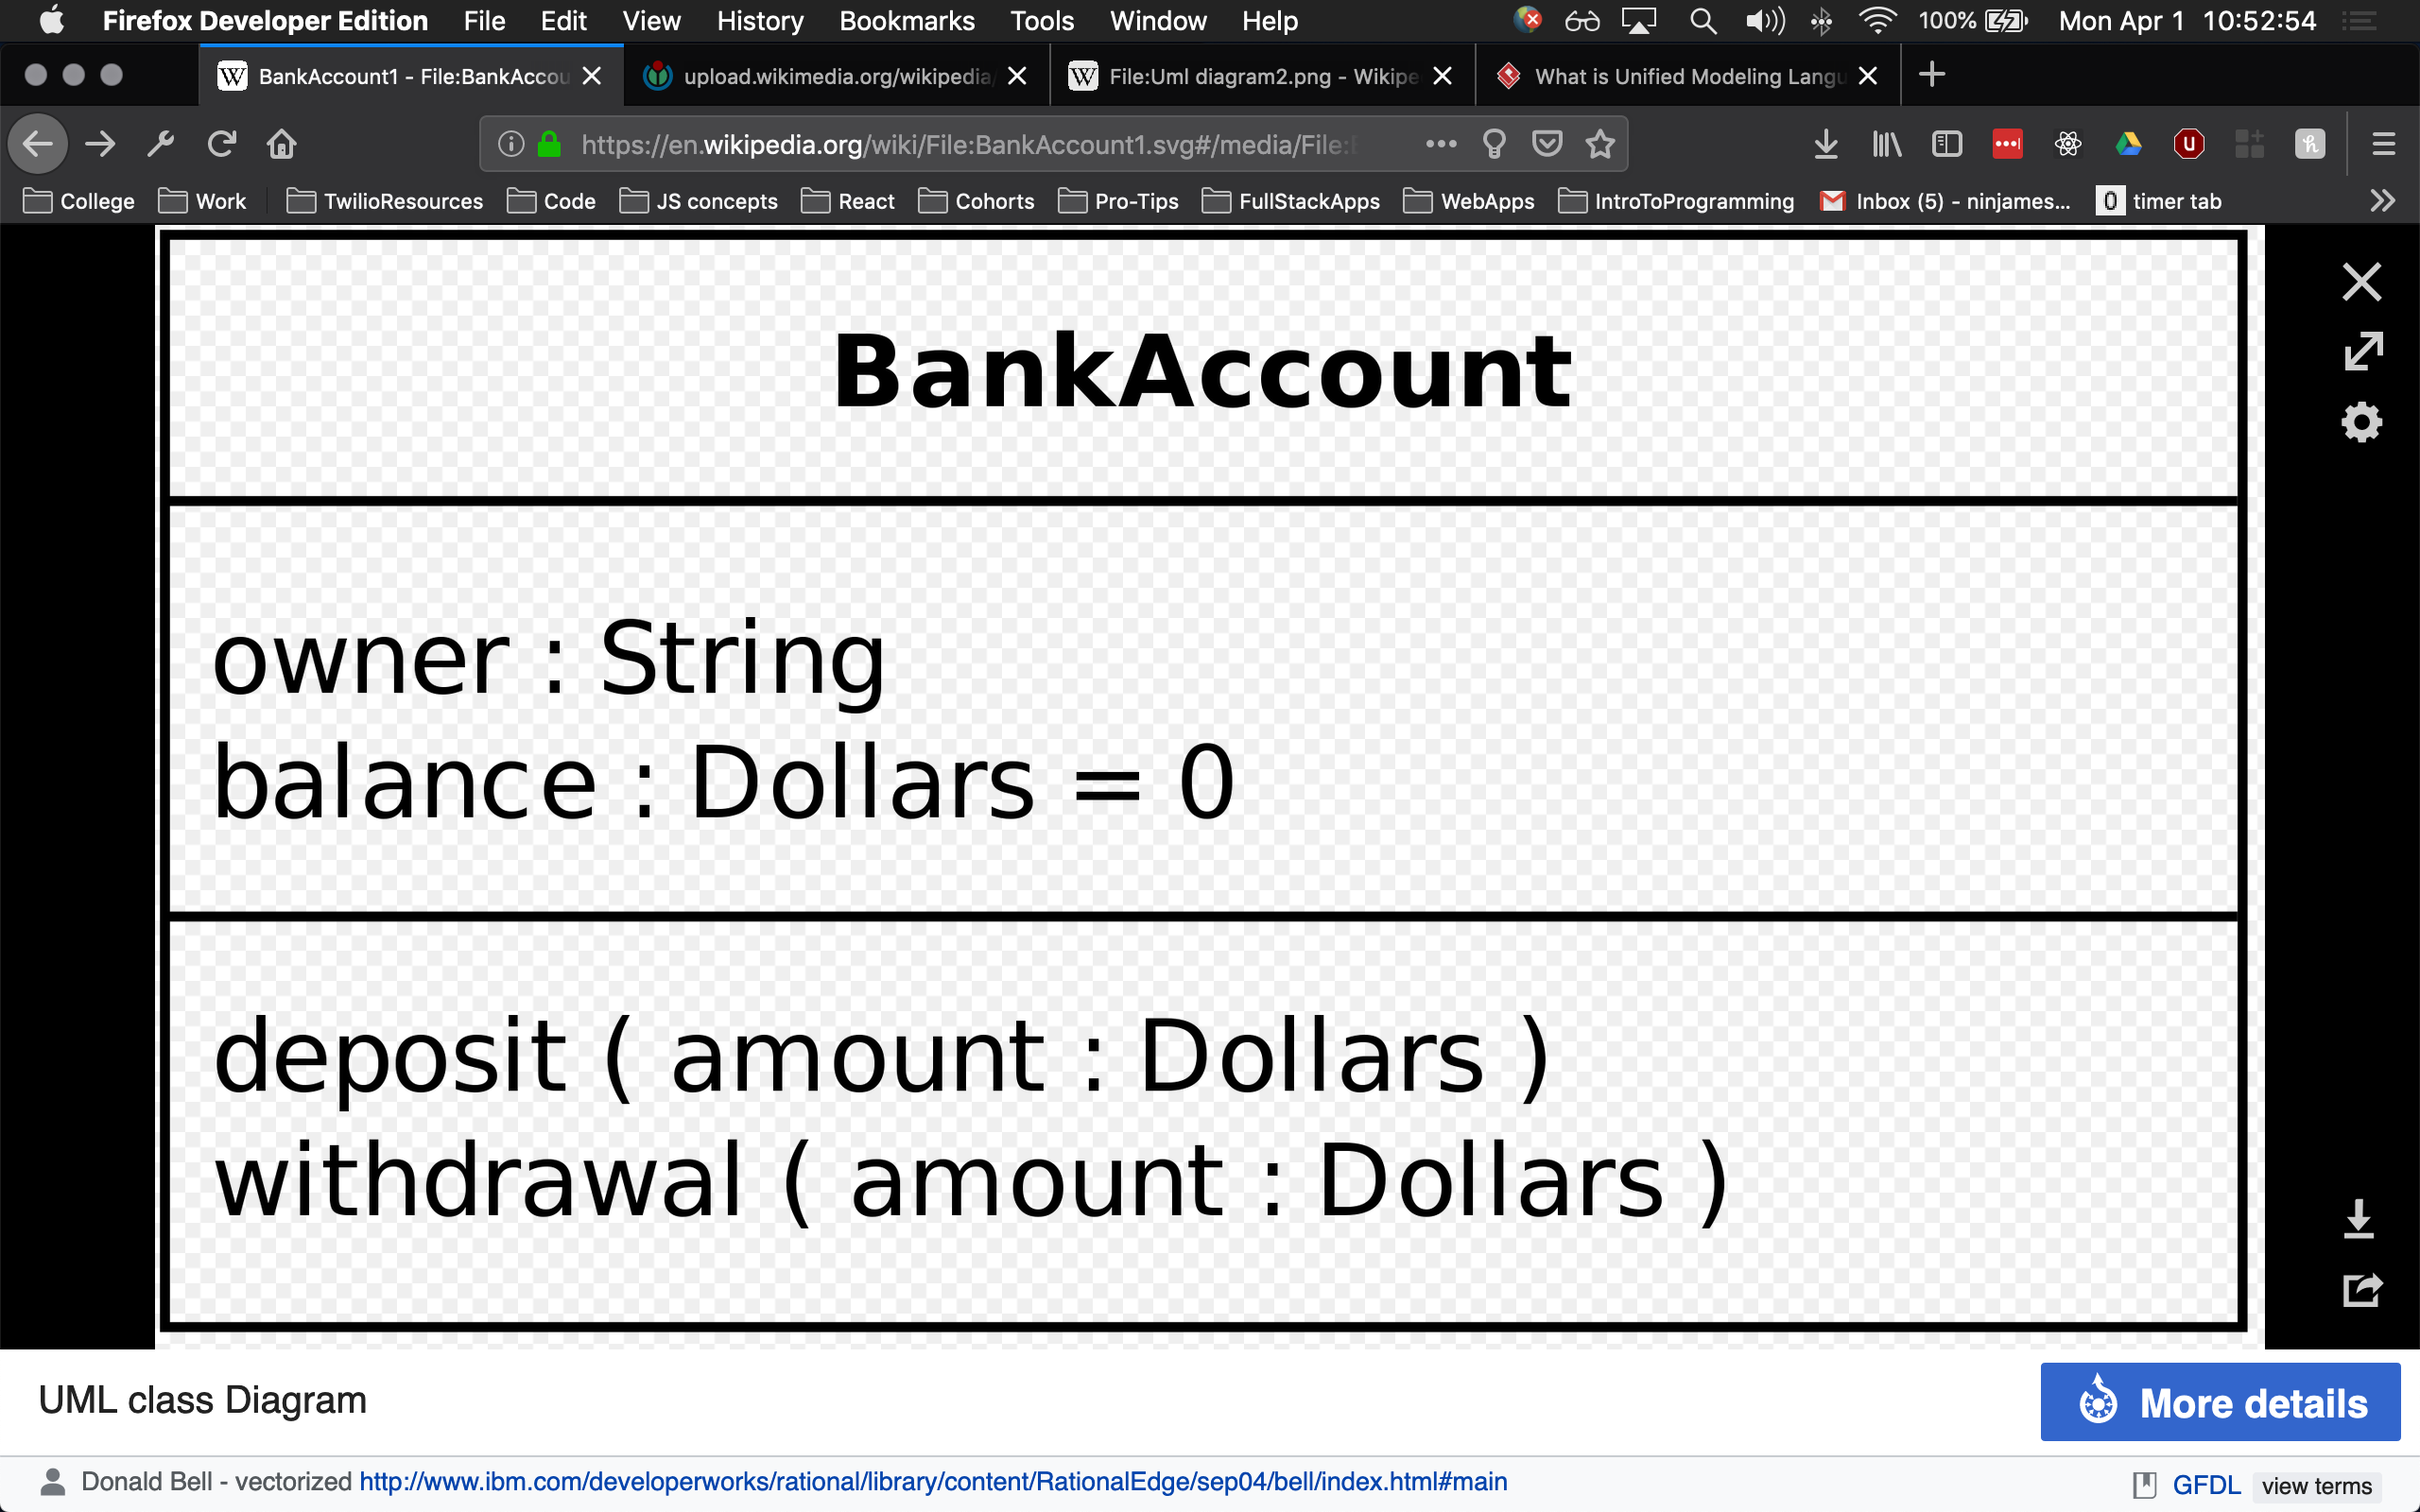 Firefox Developer Edition File Edit View History Bookmarks Tools Window Help 100% Mon Apr 1 10:52:54
BankAccount1 - File:BankAccou upload.wikimedia.org/wikipedia/ File:Uml diagram2.png - Wikipe What is Unified Modeling Langu
https://en.wikipedia.org/wiki/File:BankAccount1.svg#/media/File:
College Work TwilioResources Code JS concepts React Cohorts Pro-Tips FullStackApps WebApps IntroToProgramming Inbox (5) - ninjames... 0 timer tab
BankAccount
owner : String
balance : Dollars = 0
deposit ( amount : Dollars )
withdrawal ( amount : Dollars )
UML class Diagram
More details
Donald Bell - vectorized http://www.ibm.com/developerworks/rational/library/content/RationalEdge/sep04/bell/index.html#main
GFDL view terms